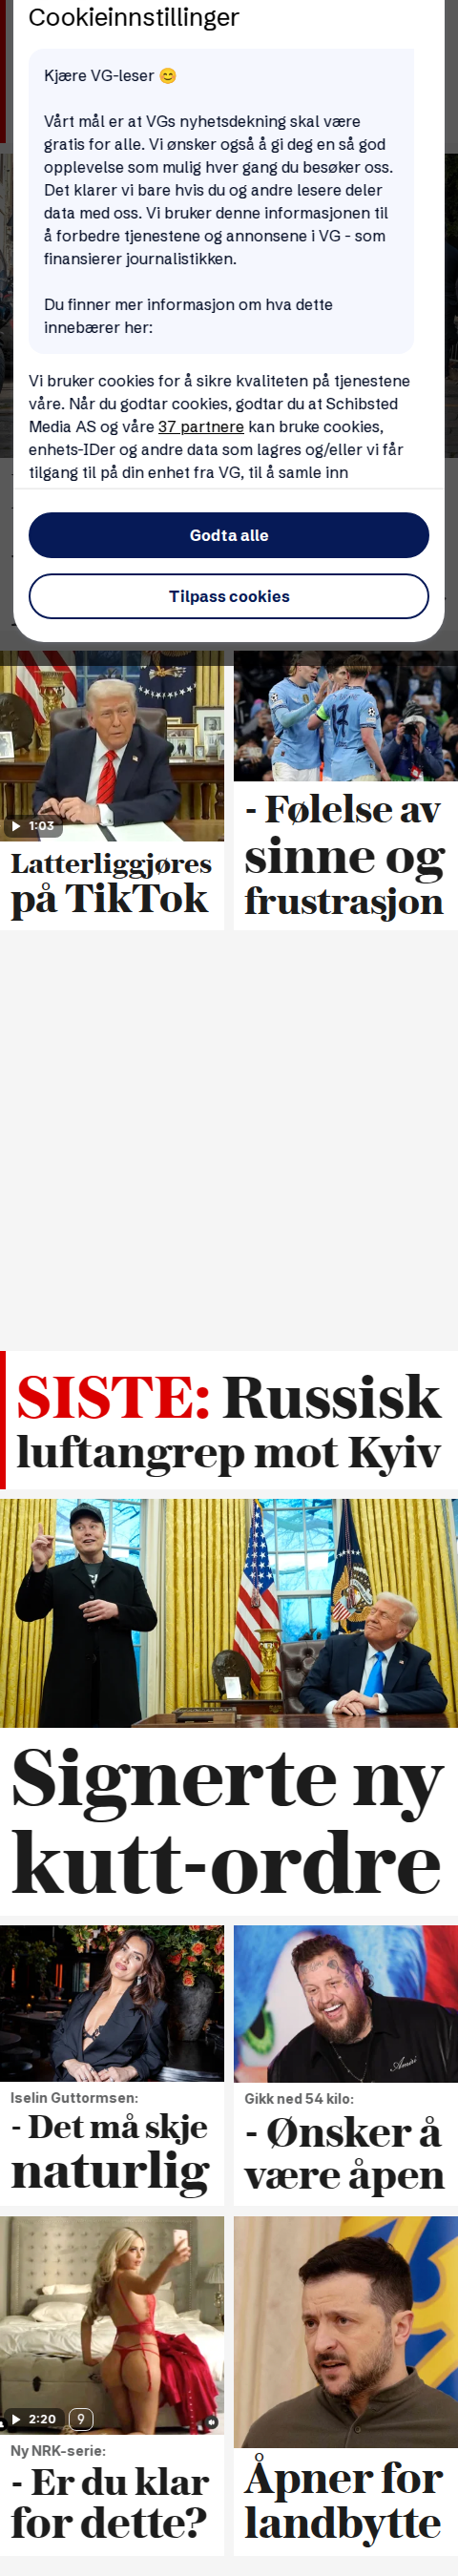 Cookieinnstillinger
Kjære VG-leser 😊
Vårt mål er at VGs nyhetsdekning skal være
gratis for alle. Vi ønsker også å gi deg en så god
opplevelse som mulig hver gang du besøker oss.
Det klarer vi bare hvis du og andre lesere deler
data med oss. Vi bruker denne informasjonen til
å forbedre tjenestene og annonsene i VG - som
finansierer journalistikken.
Du finner mer informasjon om hva dette
innebærer her:
Vi bruker cookies for å sikre kvaliteten på tjenestene
våre. Når du godtar cookies, godtar du at Schibsted
Media AS og våre 37 partnere kan bruke cookies,
enhets-IDer og andre data som lagres og/eller vi får
tilgang til på din enhet fra VG, til å samle inn
Godta alle
Tilpass cookies
1:03
Latterliggjøres
på TikTok
- Følelse av
sinne og
frustrasjon
SISTE: Russisk
luftangrep mot Kyiv
Signerte ny
kutt-ordre
Iselin Guttormsen:
- Det må skje
naturlig
Amiri
Gikk ned 54 kilo:
- Ønsker å
være åpen
2:20
9
Ny NRK-serie:
- Er du klar
for dette?
Åpner for
landbytte